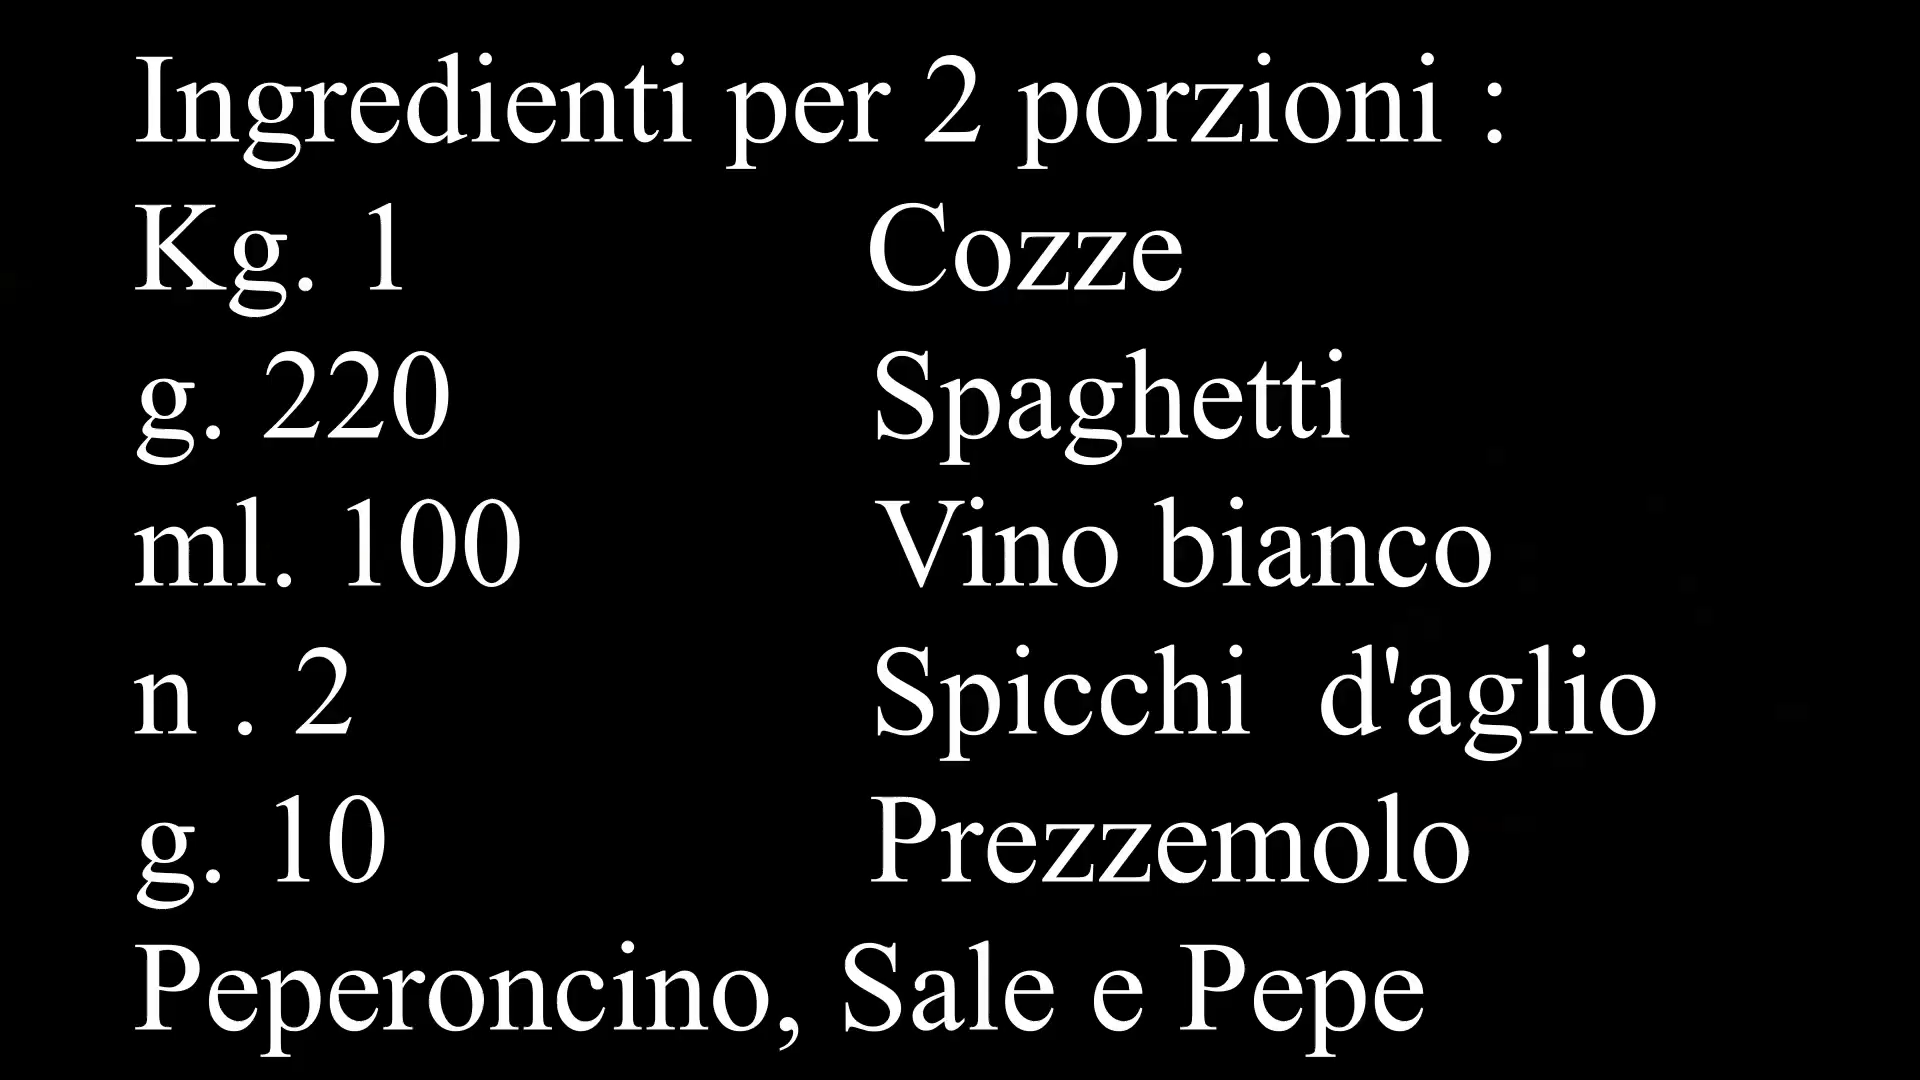 Ingredienti per 2 porzioni :
Kg. 1 Cozze
g. 220 Spaghetti
ml. 100 Vino bianco
n . 2 Spicchi d'aglio
g. 10 Prezzemolo
Peperoncino, Sale e Pepe